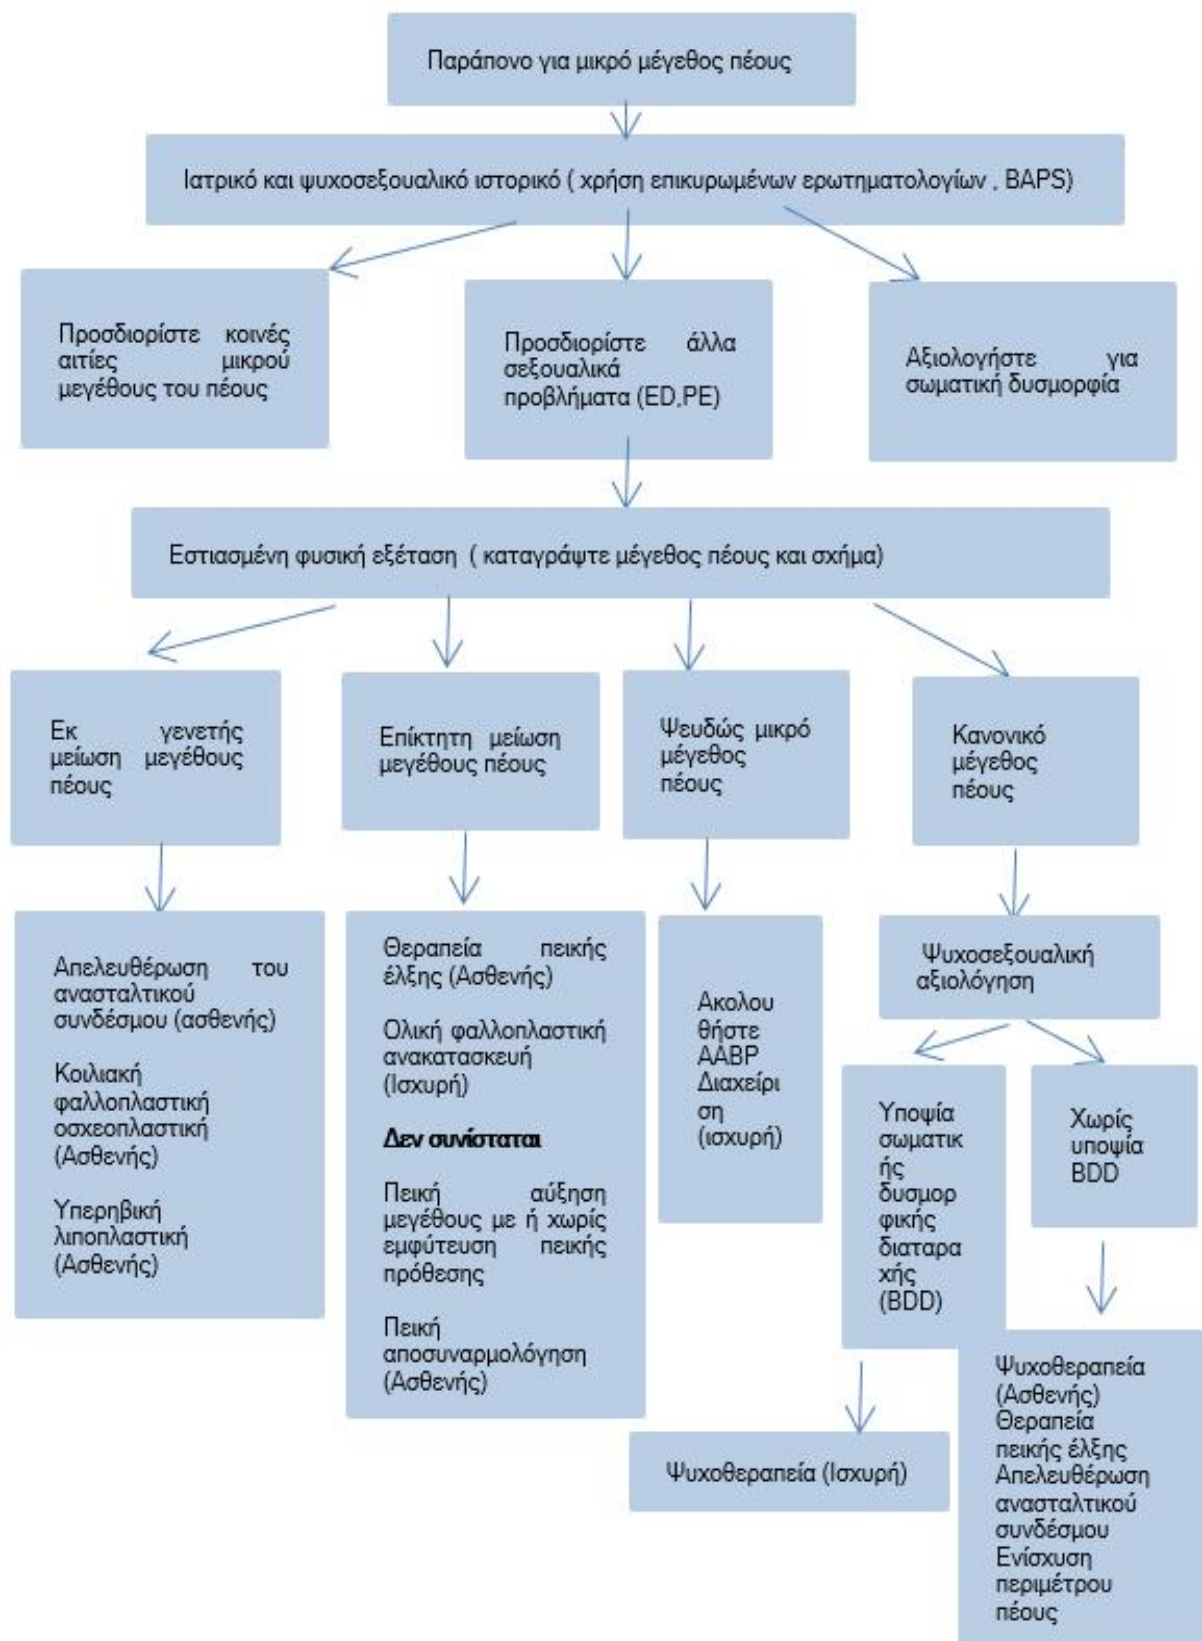 Παράπονο για μικρό μέγεθος πέους
Ιατρικό και ψυχοσεξουαλικό ιστορικό ( χρήση επικυρωμένων ερωτηματολογίων , BAPS)
Προσδιορίστε κοινές
αιτίες μικρού
μεγέθους του πέους
Προσδιορίστε άλλα
σεξουαλικά
προβλήματα (ED,PE)
Αξιολογήστε για
σωματική δυσμορφία
Εστιασμένη φυσική εξέταση ( καταγράψτε μέγεθος πέους και σχήμα)
Εκ γενετής
μείωση μεγέθους
πέους
Επίκτητη μείωση
μεγέθους πέους
Ψευδώς μικρό
μέγεθος
πέους
Κανονικό
μέγεθος
πέους
Απελευθέρωση του
ανασταλτικού
συνδέσμου (ασθενής)
Κοιλιακή
φαλλοπλαστική
οσχεοπλαστική
(Ασθενής)
Υπερηβική
λιποπλαστική
(Ασθενής)
Θεραπεία πεικής
έλξης (Ασθενής)
Ολική φαλλοπλαστική
ανακατασκευή
(Ισχυρή)
Δεν συνίσταται
Πεική αύξηση
μεγέθους με ή χωρίς
εμφύτευση πεικής
πρόθεσης
Πεική
αποσυναρμολόγηση
(Ασθενής)
Ακολου
θήστε
AABP
Διαχείρι
ση
(ισχυρή)
Ψυχοσεξουαλική
αξιολόγηση
Υποψία
σωματικ
ής
δυσμορ
φικής
διαταρα
χής
(BDD)
Χωρίς
υποψία
BDD
Ψυχοθεραπεία (Ισχυρή)
Ψυχοθεραπεία
(Ασθενής)
Θεραπεία
πεικής έλξης
Απελευθέρωση
ανασταλτικού
συνδέσμου
Ενίσχυση
περιμέτρου
πέους